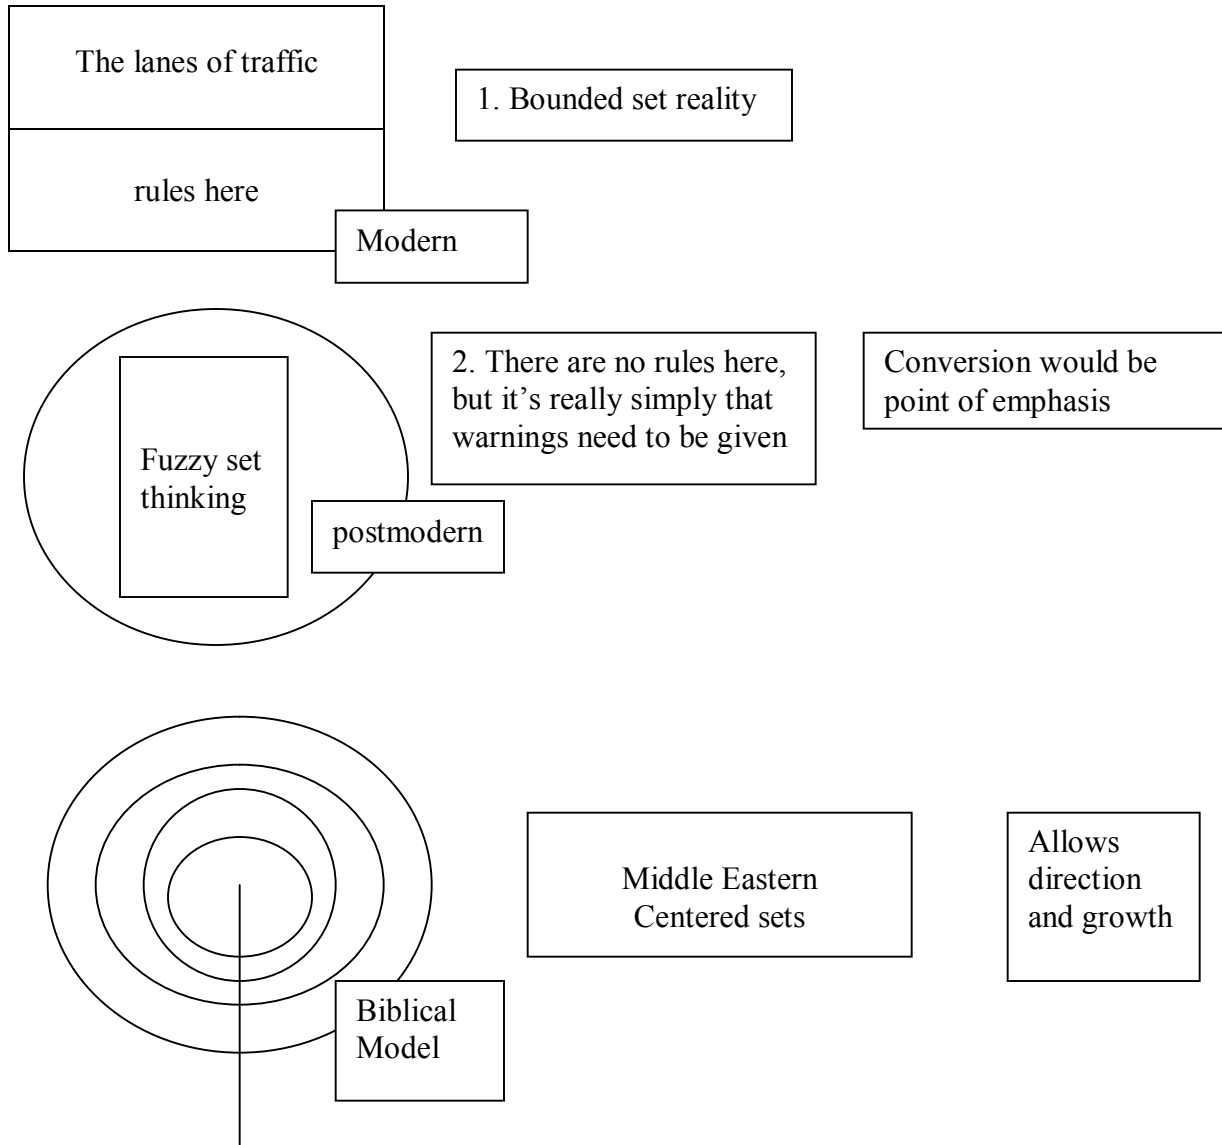 The lanes of traffic
rules here
Modern
1. Bounded set reality
Fuzzy set
thinking
postmodern
2. There are no rules here,
but it’s really simply that
warnings need to be given
Conversion would be
point of emphasis
Biblical
Model
Middle Eastern
Centered sets
Allows
direction
and growth